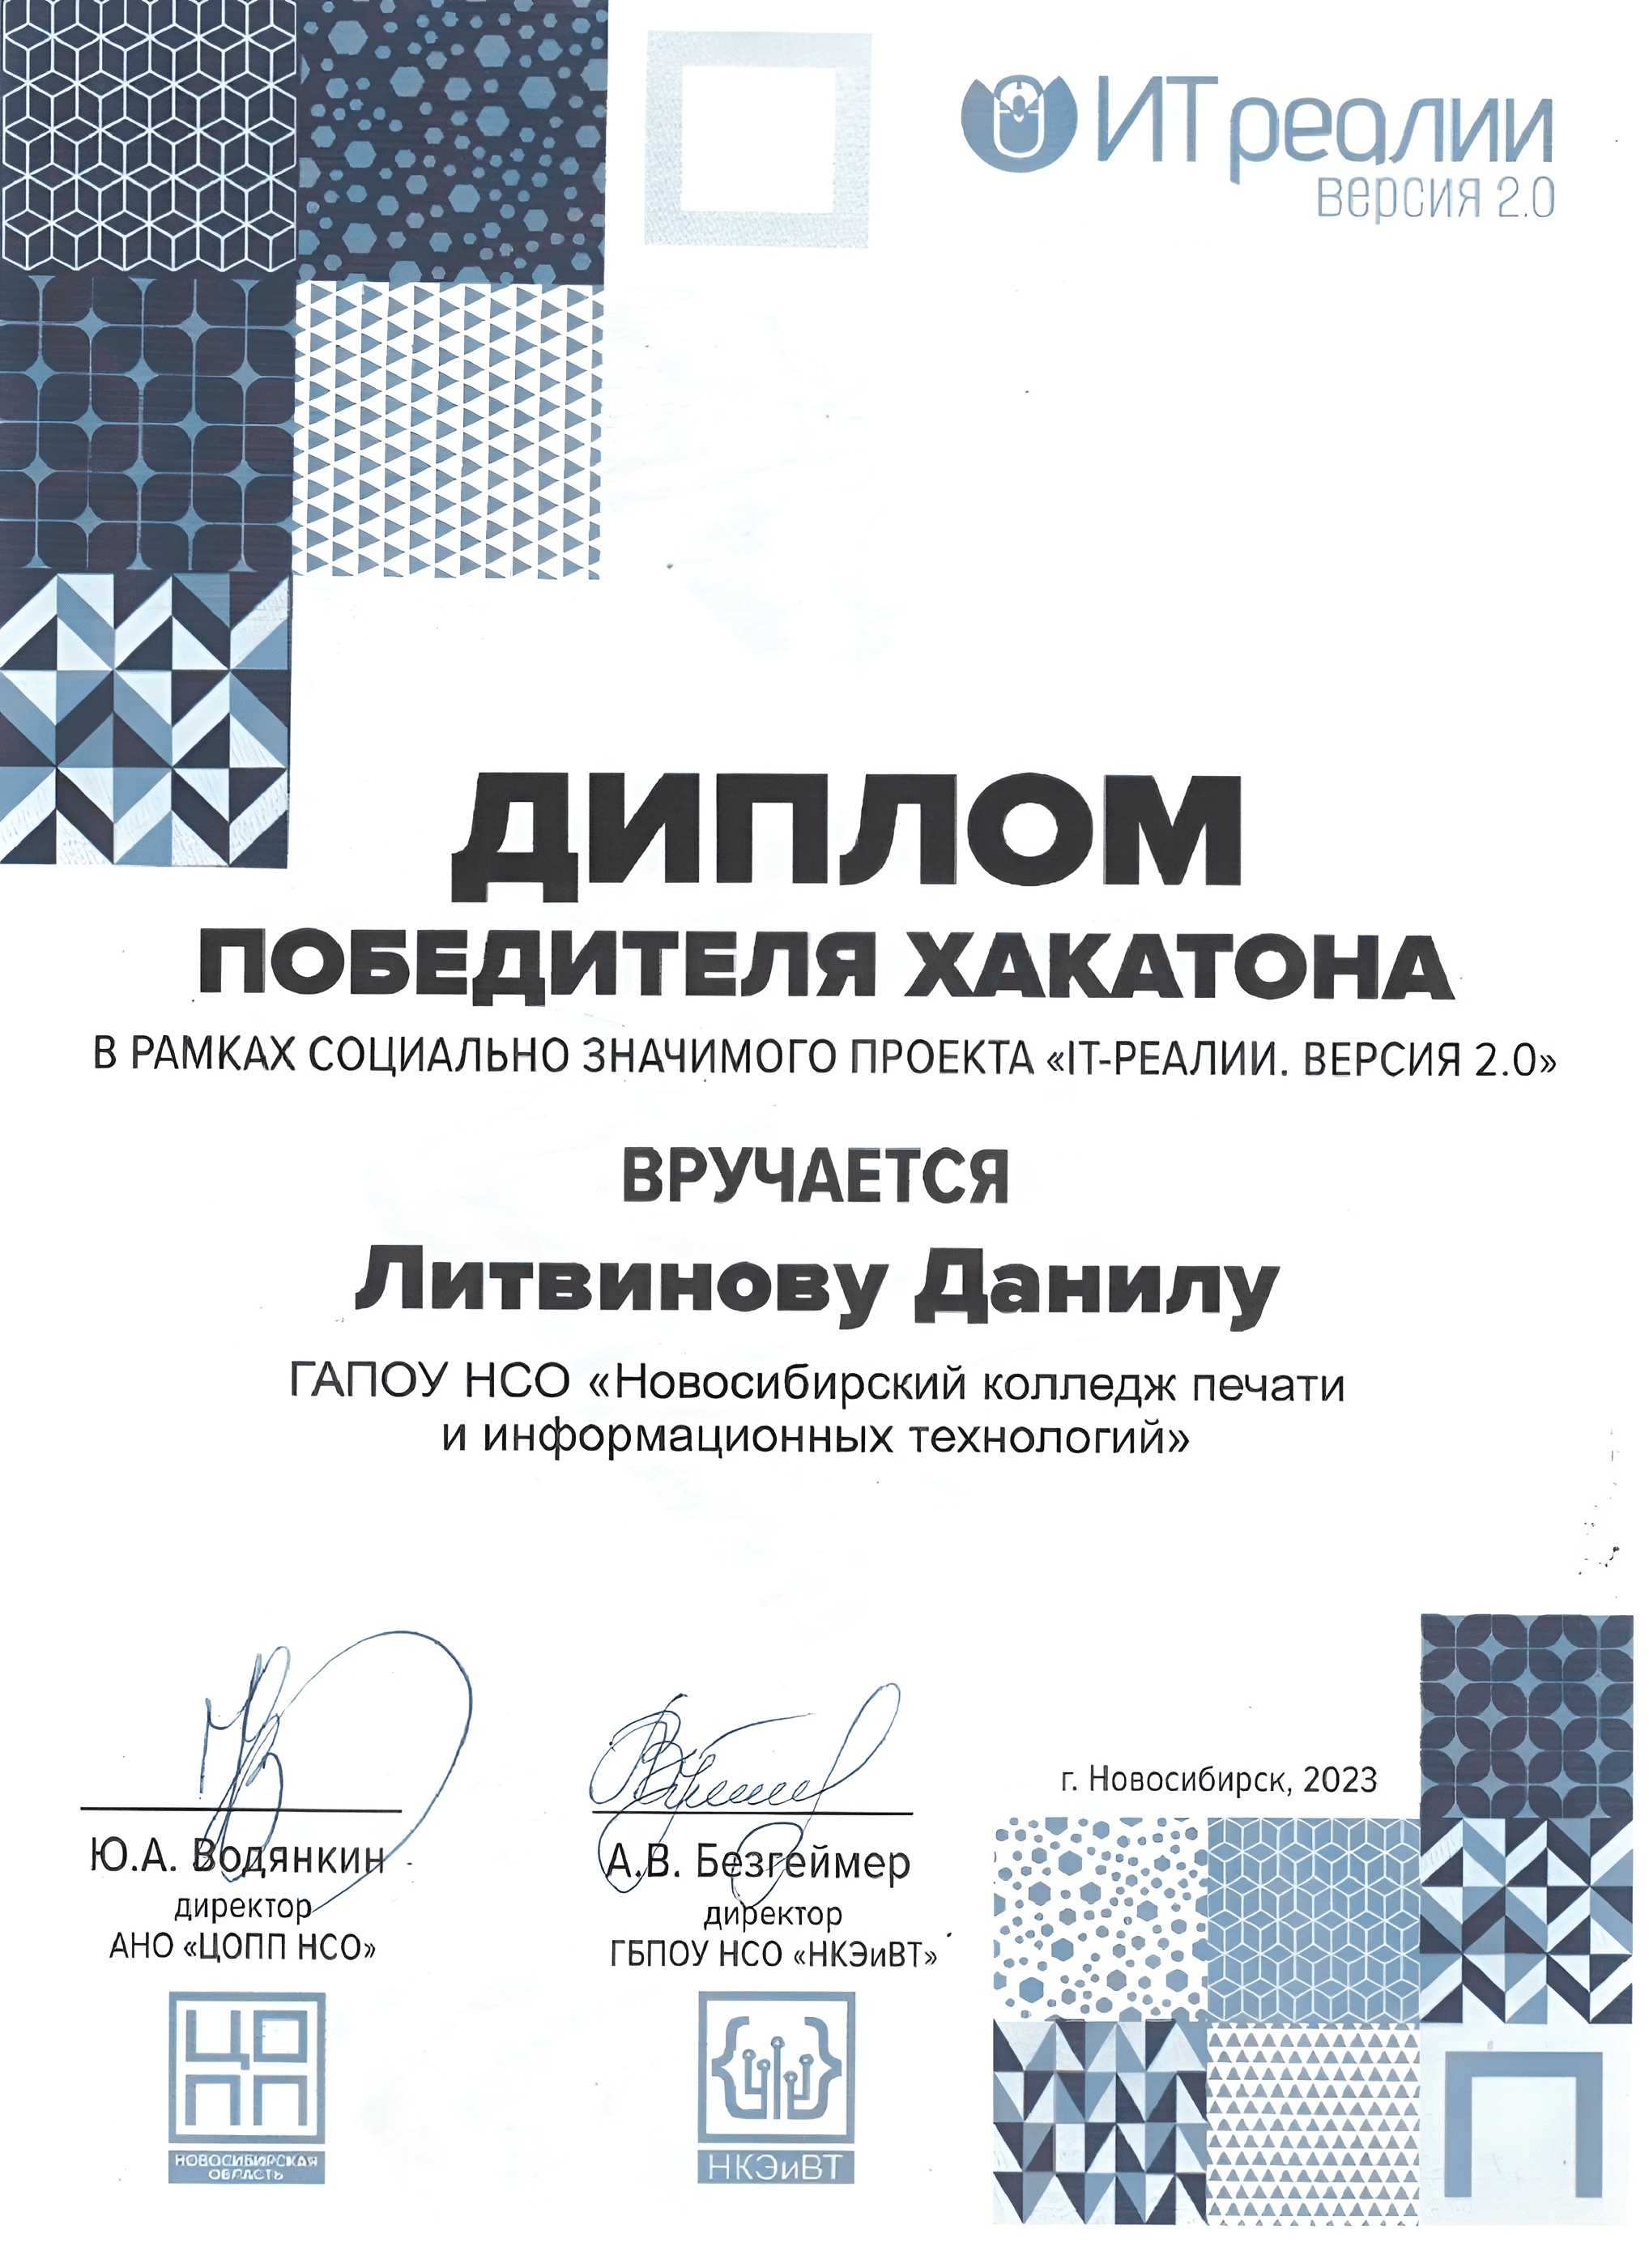 ИТ реалии
версия 2.0
ДИПЛОМ
ПОБЕДИТЕЛЯ ХАКАТОНА
В РАМКАХ СОЦИАЛЬНО ЗНАЧИМОГО ПРОЕКТА «IT-РЕАЛИИ. ВЕРСИЯ 2.0»
ВРУЧАЕТСЯ
Литвинову Данилу
ГАПОУ НСО «Новосибирский колледж печати
и информационных технологий»
г. Новосибирск, 2023
Ю.А. Водянкин
директор
АНО «ЦОПП НСО»
А.В. Безгеймер
директор
ГБПОУ НСО «НКЭиВТ»
ЦО
ПП
НОВОСИБИРСКАЯ
ОБЛАСТЬ
НКЭиВТ